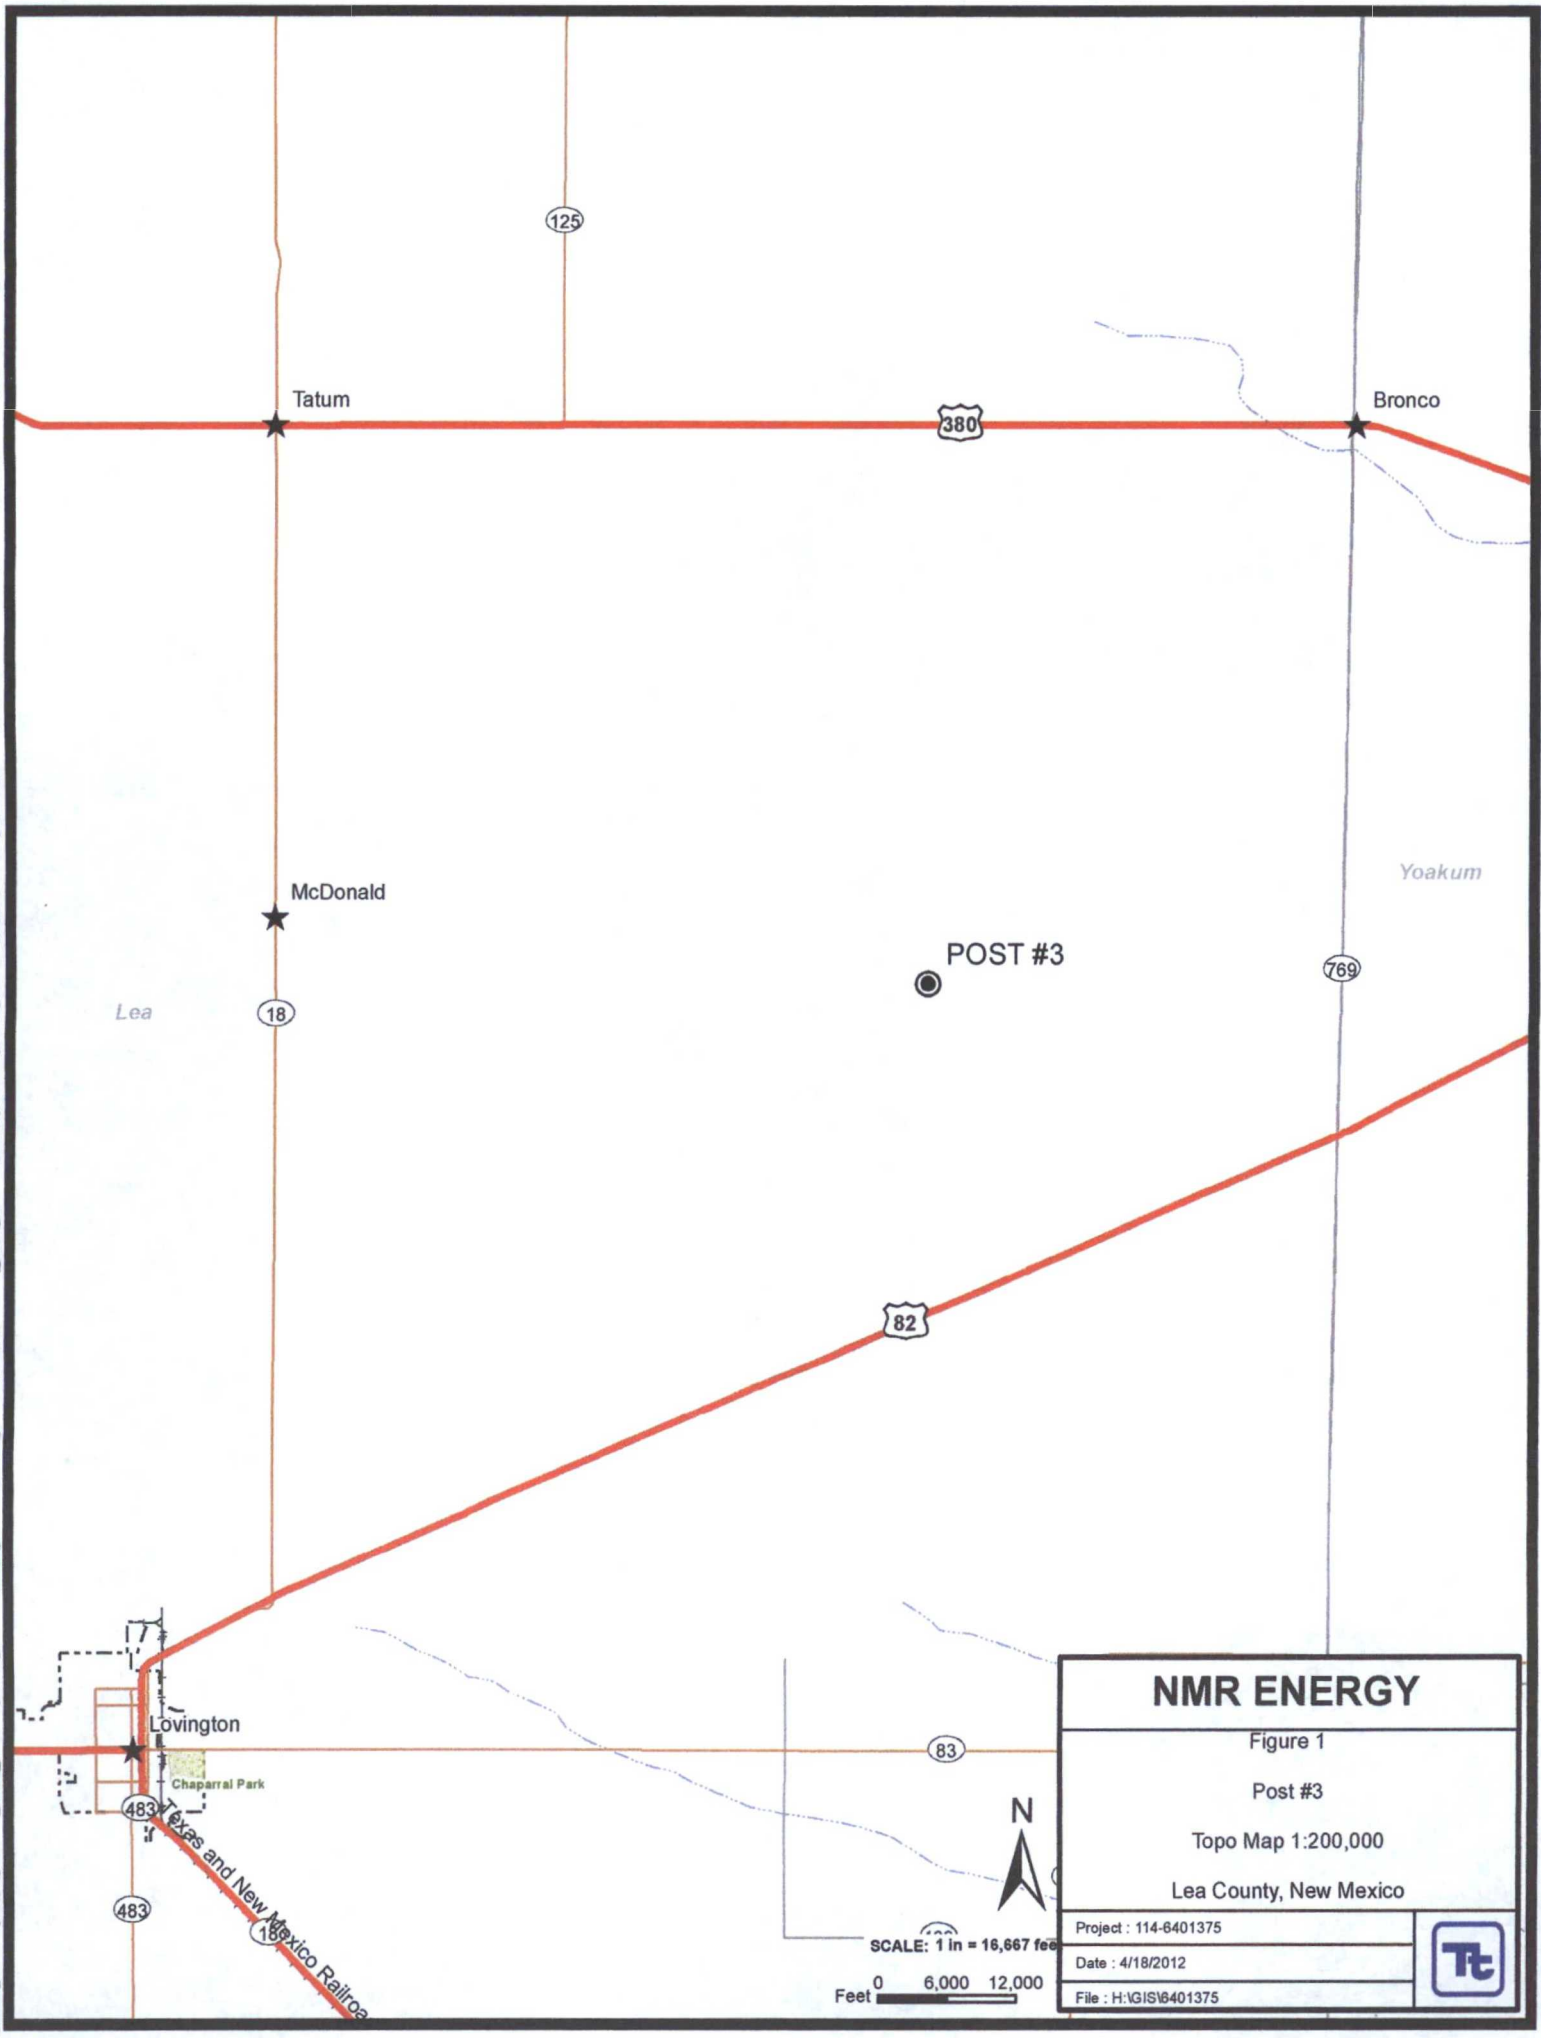 125
Tatum
380
Bronco
McDonald
Yoakum
POST #3
769
Lea
18
82
Lovington
83
Chaparral Park
483
Texas and New Mexico Railroa
483
18
N
SCALE: 1 in = 16,667 fee
Feet 0 6,000 12,000
NMR ENERGY
Figure 1
Post #3
Topo Map 1:200,000
Lea County, New Mexico
Project : 114-6401375
Date : 4/18/2012
File : H:\GIS\6401375
Tt